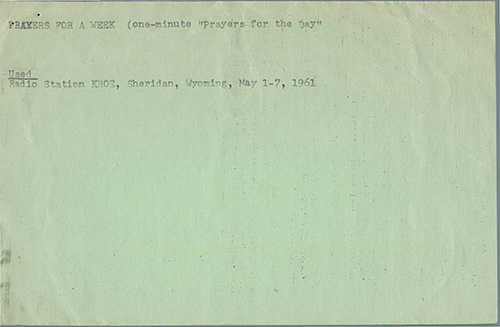 PRAYERS FOR A WEEK (one-minute "Prayers for the Day"
Used
Radio Station KROE, Sheridan, Wyoming, May 1-7, 1961